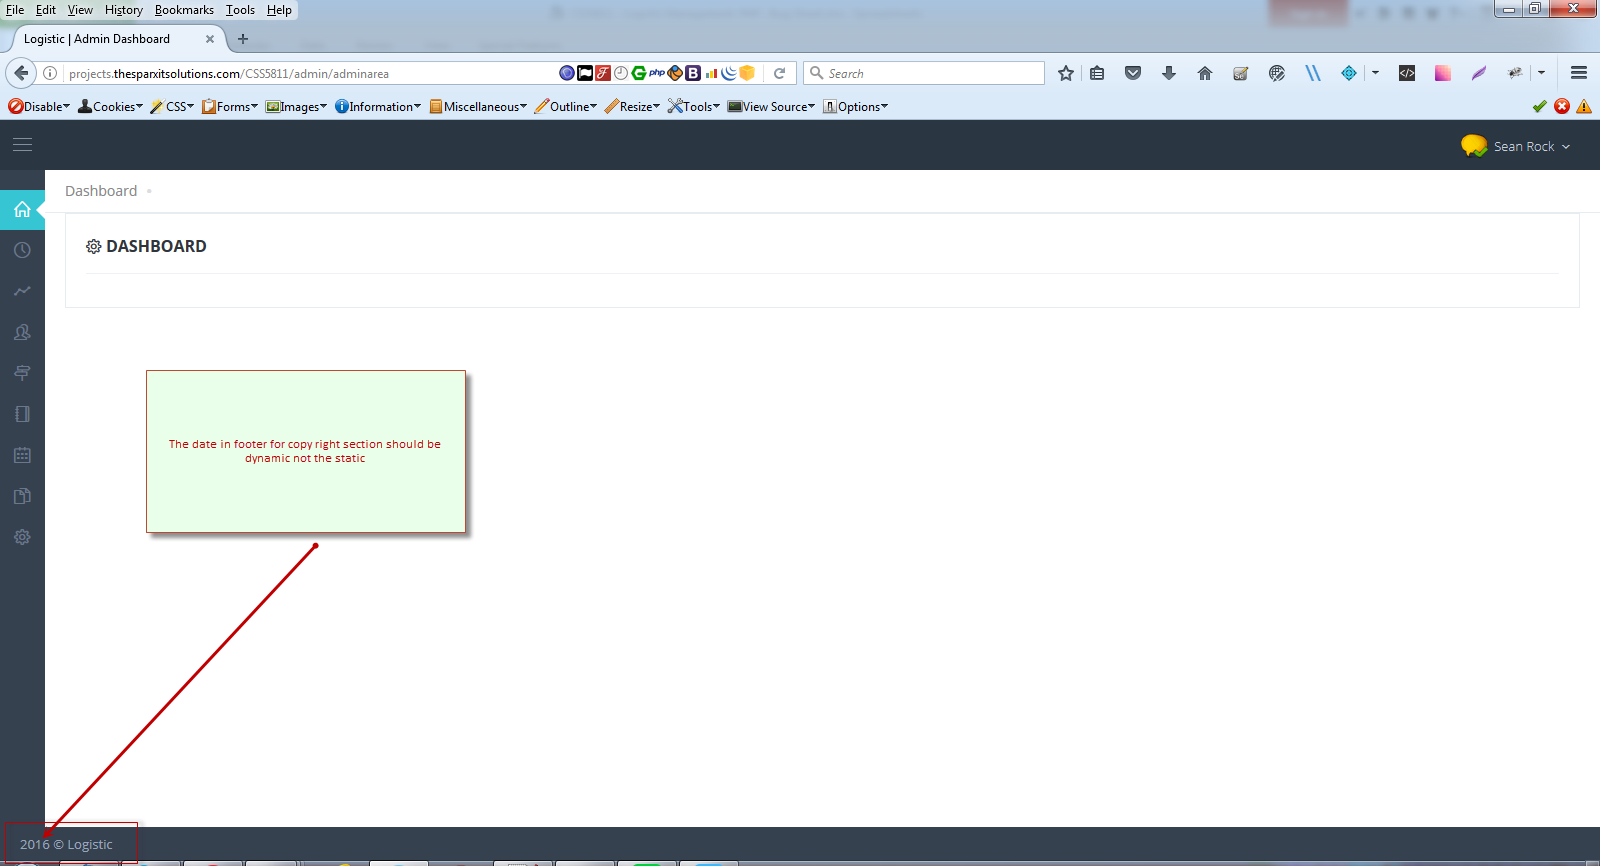 File Edit View History Bookmarks Tools Help
Logistic | Admin Dashboard
projects.thesparxitsolutions.com/CSS5811/admin/adminarea
php
B
Search
Disable Cookies CSS Forms Images Information Miscellaneous Outline Resize Tools View Source Options
Sean Rock
Dashboard
DASHBOARD
The date in footer for copy right section should be
dynamic not the static
2016 © Logistic